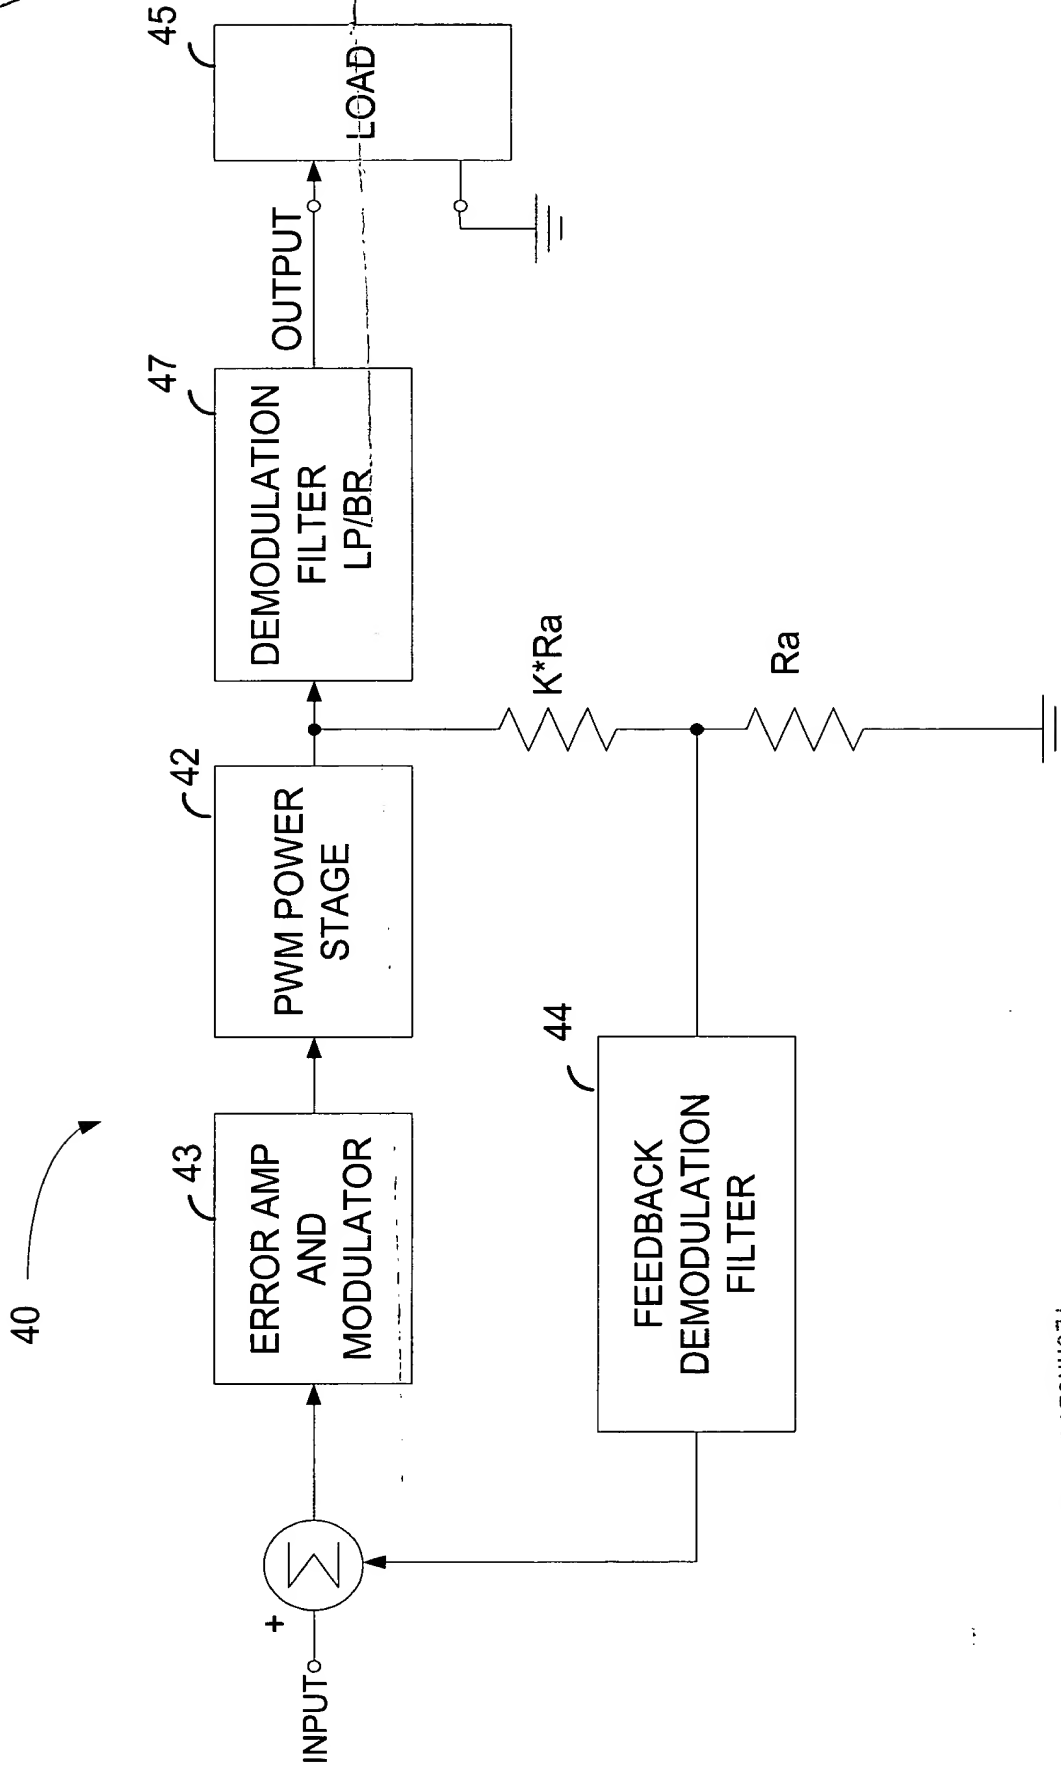 40
INPUT
+
Σ
43
ERROR AMP
AND
MODULATOR
42
PWM POWER
STAGE
47
DEMODULATION
FILTER
LP/BR
OUTPUT
45
LOAD
K*Ra
Ra
44
FEEDBACK
DEMODULATION
FILTER